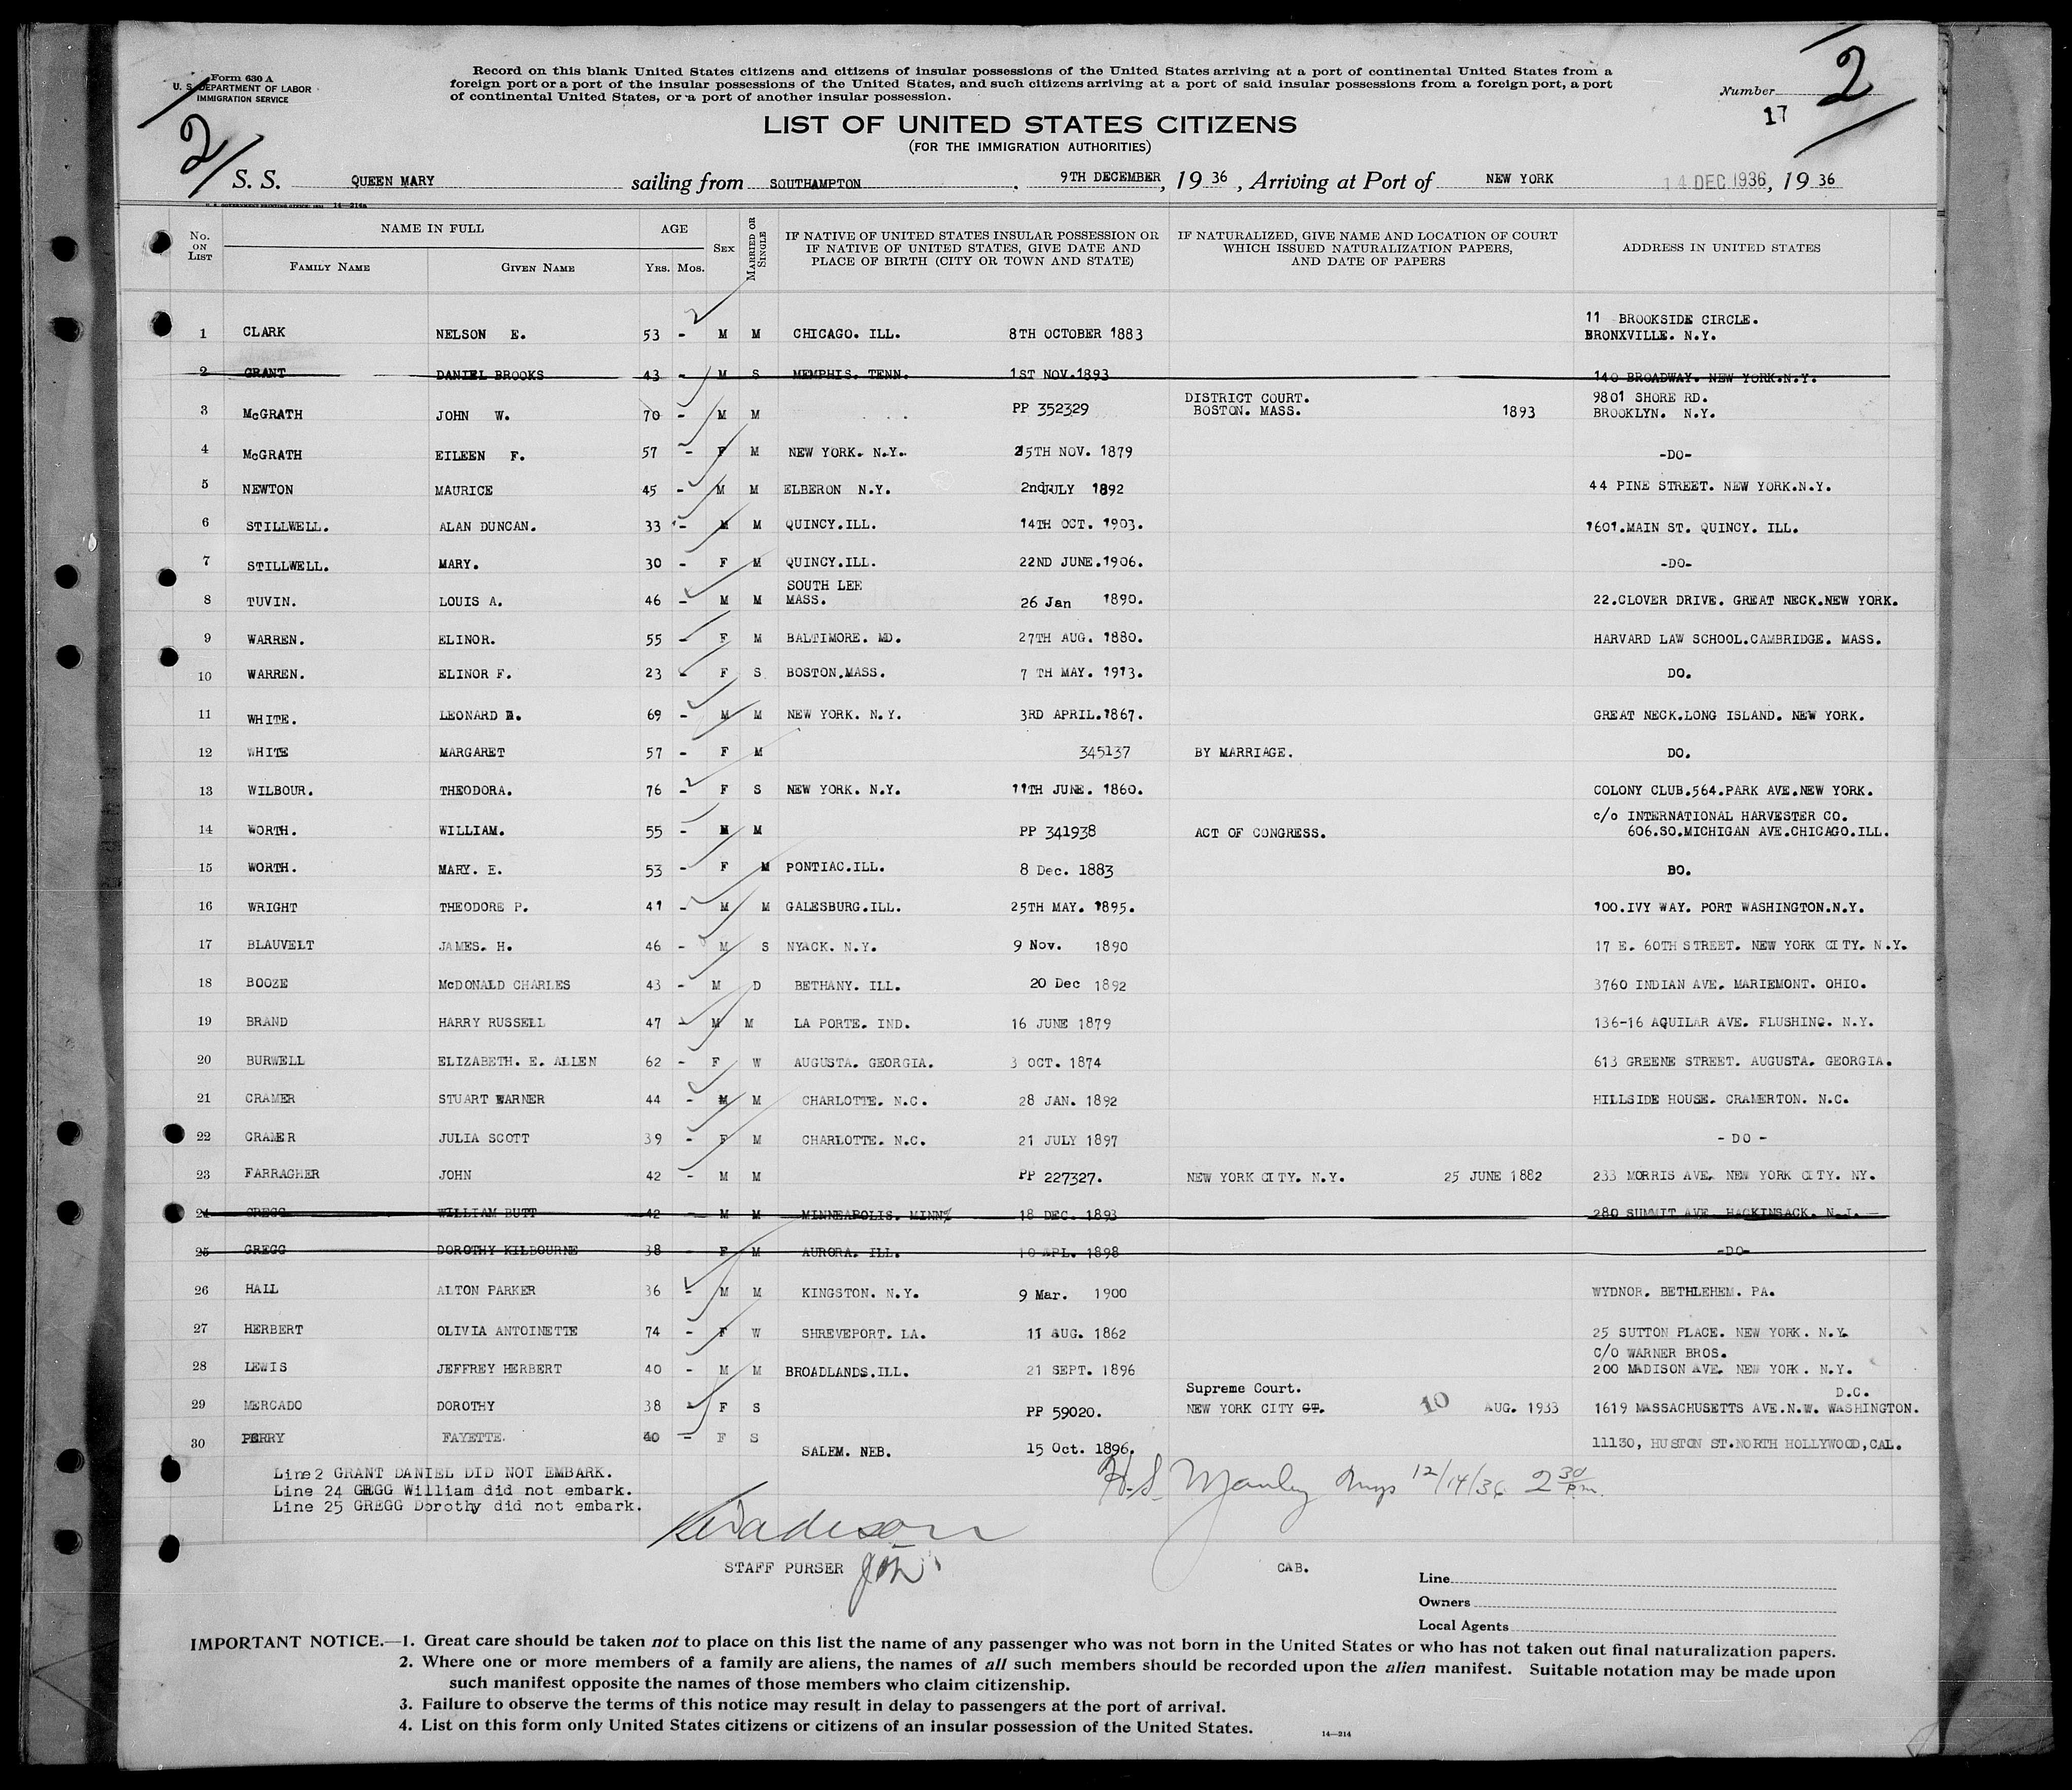 Form 630 A
U. S. DEPARTMENT OF LABOR
IMMIGRATION SERVICE
2
Record on this blank United States citizens and citizens of insular possessions of the United States arriving at a port of continental United States from a
foreign port or a port of the insular possessions of the United States, and such citizens arriving at a port of said insular possessions from a foreign port, a port
of continental United States, or a port of another insular possession.
Number
2
17
LIST OF UNITED STATES CITIZENS
(FOR THE IMMIGRATION AUTHORITIES)
S. S. QUEEN MARY sailing from SOUTHAMPTON . 9TH DECEMBER, 19 36, Arriving at Port of NEW YORK 14 DEC 1936, 19 36
U. S. GOVERNMENT PRINTING OFFICE: 1931 14—214a
No. ON LIST NAME IN FULL FAMILY NAME GIVEN NAME AGE YRS. MOS. SEX MARRIED OR SINGLE IF NATIVE OF UNITED STATES INSULAR POSSESSION OR IF NATIVE OF UNITED STATES, GIVE DATE AND PLACE OF BIRTH (CITY OR TOWN AND STATE) IF NATURALIZED, GIVE NAME AND LOCATION OF COURT WHICH ISSUED NATURALIZATION PAPERS, AND DATE OF PAPERS ADDRESS IN UNITED STATES
1 CLARK NELSON E. 53 - M M CHICAGO. ILL. 8TH OCTOBER 1883 11 BROOKSIDE CIRCLE. BRONXVILLE. N.Y.
2 GRANT DANIEL BROOKS 43 - M S MEMPHIS. TENN. 1ST NOV.1893 140 BROADWAY. NEW YORK.N.Y.
3 McGRATH JOHN W. 70 - M M PP 352329 DISTRICT COURT. BOSTON. MASS. 1893 9801 SHORE RD. BROOKLYN. N.Y.
4 McGRATH EILEEN F. 57 - F M NEW YORK. N.Y. 25TH NOV. 1879 -DO-
5 NEWTON MAURICE 45 - M M ELBERON N.Y. 2nd JULY 1892 44 PINE STREET. NEW YORK.N.Y.
6 STILLWELL. ALAN DUNCAN. 33 - M M QUINCY.ILL. 14TH OCT. 1903. 1601.MAIN ST. QUINCY. ILL.
7 STILLWELL. MARY. 30 - F M QUINCY.ILL. 22ND JUNE.1906. -DO-
8 TUVIN. LOUIS A. 46 - M M SOUTH LEE MASS. 26 Jan 1890. 22.CLOVER DRIVE. GREAT NECK.NEW YORK.
9 WARREN. ELINOR. 55 - F M BALTIMORE. MD. 27TH AUG. 1880. HARVARD LAW SCHOOL.CAMBRIDGE. MASS.
10 WARREN. ELINOR F. 23 - F S BOSTON.MASS. 7 TH MAY. 1913. DO.
11 WHITE. LEONARD D. 69 - M M NEW YORK. N.Y. 3RD APRIL.1867. GREAT NECK.LONG ISLAND. NEW YORK.
12 WHITE MARGARET 57 - F M 345137 BY MARRIAGE. DO.
13 WILBOUR. THEODORA. 76 - F S NEW YORK. N.Y. 11TH JUNE. 1860. COLONY CLUB.564.PARK AVE.NEW YORK.
14 WORTH. WILLIAM. 55 - M M PP 341938 ACT OF CONGRESS. c/o INTERNATIONAL HARVESTER CO. 606.SO.MICHIGAN AVE.CHICAGO.ILL.
15 WORTH. MARY. E. 53 - F M PONTIAC.ILL. 8 Dec. 1883 DO.
16 WRIGHT THEODORE P. 41 - M M GALESBURG.ILL. 25TH MAY. 1895. 100.IVY WAY. PORT WASHINGTON.N.Y.
17 BLAUVELT JAMES. H. 46 - M S NYACK. N.Y. 9 Nov. 1890 17 E. 60TH STREET. NEW YORK CITY. N.Y.
18 BOOZE McDONALD CHARLES 43 - M D BETHANY. ILL. 20 Dec 1892 3760 INDIAN AVE. MARIEMONT. OHIO.
19 BRAND HARRY RUSSELL 47 - M M LA PORTE. IND. 16 JUNE 1879 136-16 AQUILAR AVE. FLUSHING. N.Y.
20 BURWELL ELIZABETH. E. ALLEN 62 - F W AUGUSTA. GEORGIA. 3 OCT. 1874 613 GREENE STREET. AUGUSTA. GEORGIA.
21 CRAMER STUART WARNER 44 - M M CHARLOTTE. N.C. 28 JAN. 1892 HILLSIDE HOUSE. CRAMERTON. N.C.
22 CRAMER JULIA SCOTT 39 - F M CHARLOTTE. N.C. 21 JULY 1897 - DO -
23 FARRAGHER JOHN 42 - M M PP 227327. NEW YORK CITY. N.Y. 25 JUNE 1882 233 MORRIS AVE. NEW YORK CITY. NY.
24 GREGG WILLIAM BUTT 42 - M M MINNEAPOLIS. MINN 18 DEC. 1893 280 SUMMIT AVE. HACKINSACK. N.J.
25 GREGG DOROTHY KILBOURNE 38 - F M AURORA. ILL. 10 APL. 1898 -DO-
26 HALL ALTON PARKER 36 - M M KINGSTON. N.Y. 9 Mar. 1900 WYDNOR. BETHLEHEM. PA.
27 HERBERT OLIVIA ANTOINETTE 74 - F W SHREVEPORT. LA. 11 AUG. 1862 25 SUTTON PLACE. NEW YORK. N.Y.
28 LEWIS JEFFREY HERBERT 40 - M M BROADLANDS.ILL. 21 SEPT. 1896 C/O WARNER BROS. 200 MADISON AVE. NEW YORK. N.Y.
29 MERCADO DOROTHY 38 - F S PP 59020. Supreme Court. NEW YORK CITY CT. 10 AUG. 1933 1619 MASSACHUSETTS AVE.N.W. WASHINGTON. D.C.
30 PERRY FAYETTE. 40 - F S SALEM. NEB. 15 Oct. 1896. 11130, HUSTON ST.NORTH HOLLYWOOD,CAL.
Line2 GRANT DANIEL DID NOT EMBARK.
Line 24 GREGG William did not embark.
Line 25 GREGG Dorothy did not embark.
H.S. Manley 12/14/36 2 30 p.m.
STAFF PURSER
CAB.
Line
Owners
Local Agents
IMPORTANT NOTICE.—1. Great care should be taken not to place on this list the name of any passenger who was not born in the United States or who has not taken out final naturalization papers.
2. Where one or more members of a family are aliens, the names of all such members should be recorded upon the alien manifest. Suitable notation may be made upon
such manifest opposite the names of those members who claim citizenship.
3. Failure to observe the terms of this notice may result in delay to passengers at the port of arrival.
4. List on this form only United States citizens or citizens of an insular possession of the United States.
14—214